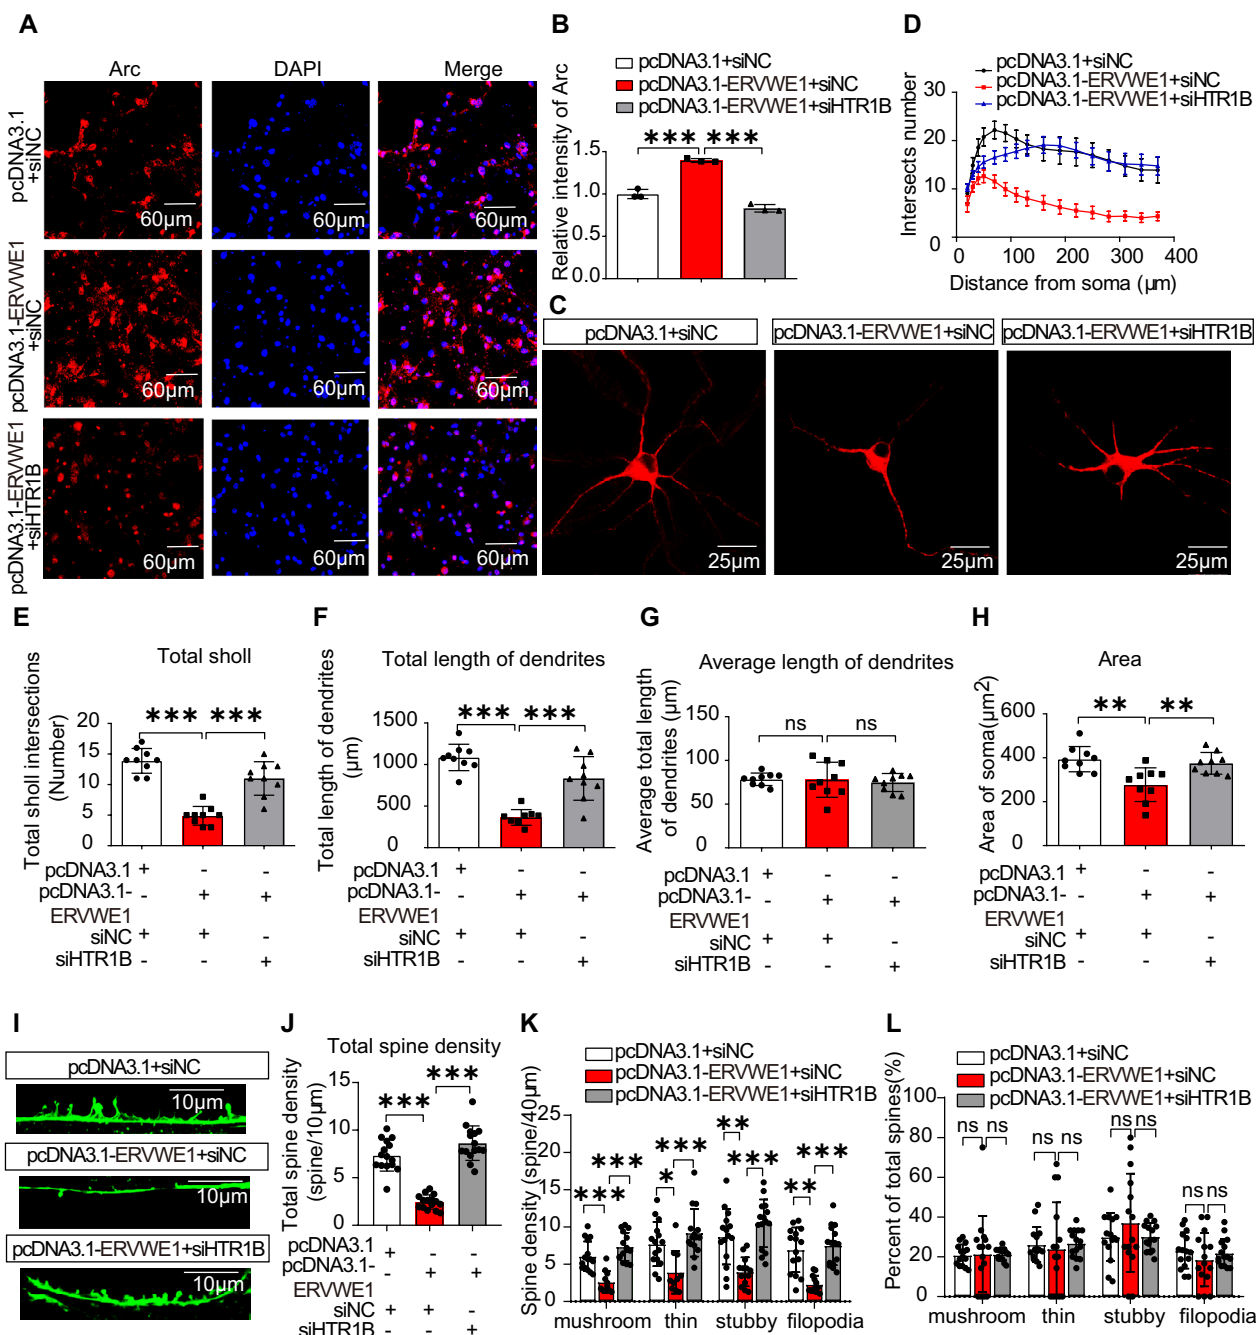 A
Arc
DAPI
Merge
pcDNA3.1
+siNC
60µm
60µm
60µm
pcDNA3.1-ERVWE1
+siNC
60µm
60µm
60µm
pcDNA3.1-ERVWE1
+siHTR1B
60µm
60µm
60µm
B
pcDNA3.1+siNC
pcDNA3.1-ERVWE1+siNC
pcDNA3.1-ERVWE1+siHTR1B
Relative intensity of Arc
1.5
1.0
0.5
0.0
*** ***
D
pcDNA3.1+siNC
pcDNA3.1-ERVWE1+siNC
pcDNA3.1-ERVWE1+siHTR1B
Intersects number
30
20
10
0
0 100 200 300 400
Distance from soma (µm)
C
pcDNA3.1+siNC
pcDNA3.1-ERVWE1+siNC
pcDNA3.1-ERVWE1+siHTR1B
25µm
25µm
25µm
E
Total sholl
Total sholl intersections
(Number)
20
15
10
5
0
*** ***
pcDNA3.1 + - -
pcDNA3.1- - + +
ERVWE1
siNC + + -
siHTR1B - - +
F
Total length of dendrites
Total length of dendrites
(µm)
1500
1000
500
0
*** ***
pcDNA3.1 + - -
pcDNA3.1- - + +
ERVWE1
siNC + + -
siHTR1B - - +
G
Average length of dendrites
Average total length
of dendrites (µm)
150
100
50
0
ns ns
pcDNA3.1 + - -
pcDNA3.1- - + +
ERVWE1
siNC + + -
siHTR1B - - +
H
Area
Area of soma(µm²)
600
400
200
0
** **
pcDNA3.1 + - -
pcDNA3.1- - + +
ERVWE1
siNC + + -
siHTR1B - - +
I
pcDNA3.1+siNC
10µm
pcDNA3.1-ERVWE1+siNC
10µm
pcDNA3.1-ERVWE1+siHTR1B
10µm
J
Total spine density
Total spine density
(spine/10µm)
15
10
5
0
*** ***
pcDNA3.1 + - -
pcDNA3.1- - + +
ERVWE1
siNC + + -
siHTR1B - - +
K
pcDNA3.1+siNC
pcDNA3.1-ERVWE1+siNC
pcDNA3.1-ERVWE1+siHTR1B
Spine density (spine/40µm)
25
20
15
10
5
0
*** *** * *** ** *** ** ***
mushroom thin stubby filopodia
L
pcDNA3.1+siNC
pcDNA3.1-ERVWE1+siNC
pcDNA3.1-ERVWE1+siHTR1B
Percent of total spines(%)
100
80
60
40
20
0
ns ns ns ns ns ns ns ns
mushroom thin stubby filopodia